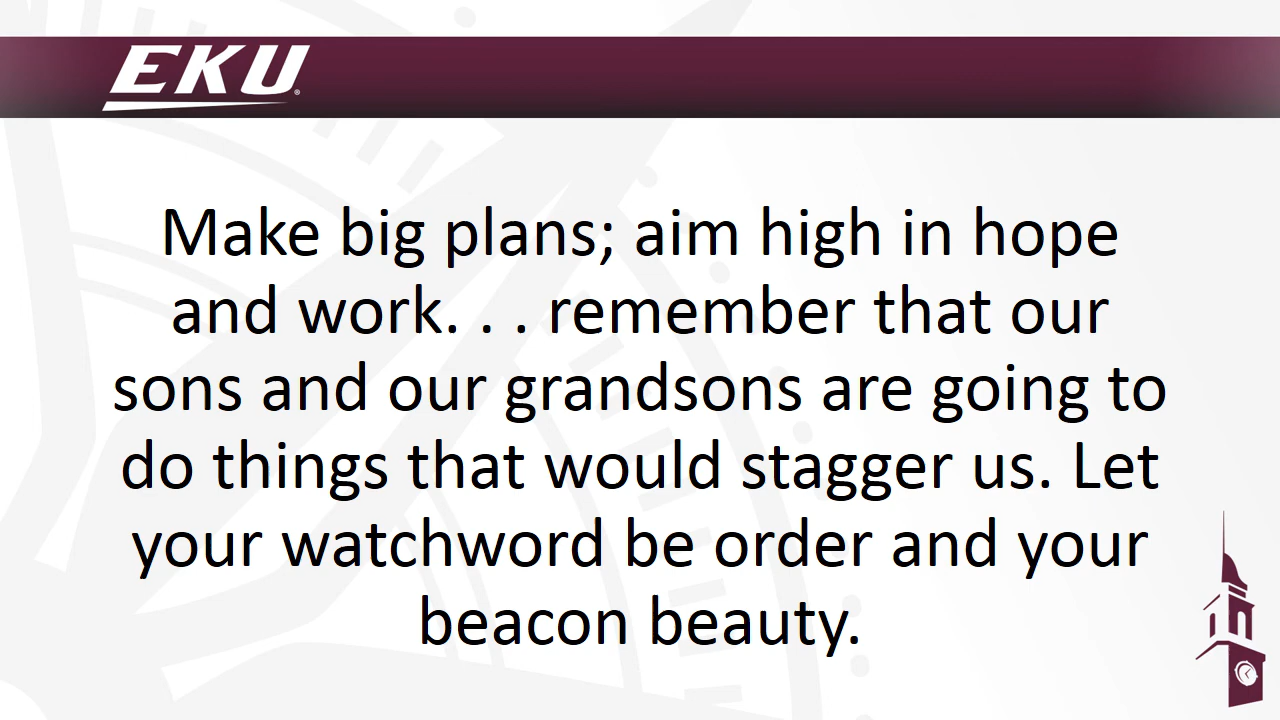 EKU
Make big plans; aim high in hope
and work. . . remember that our
sons and our grandsons are going to
do things that would stagger us. Let
your watchword be order and your
beacon beauty.